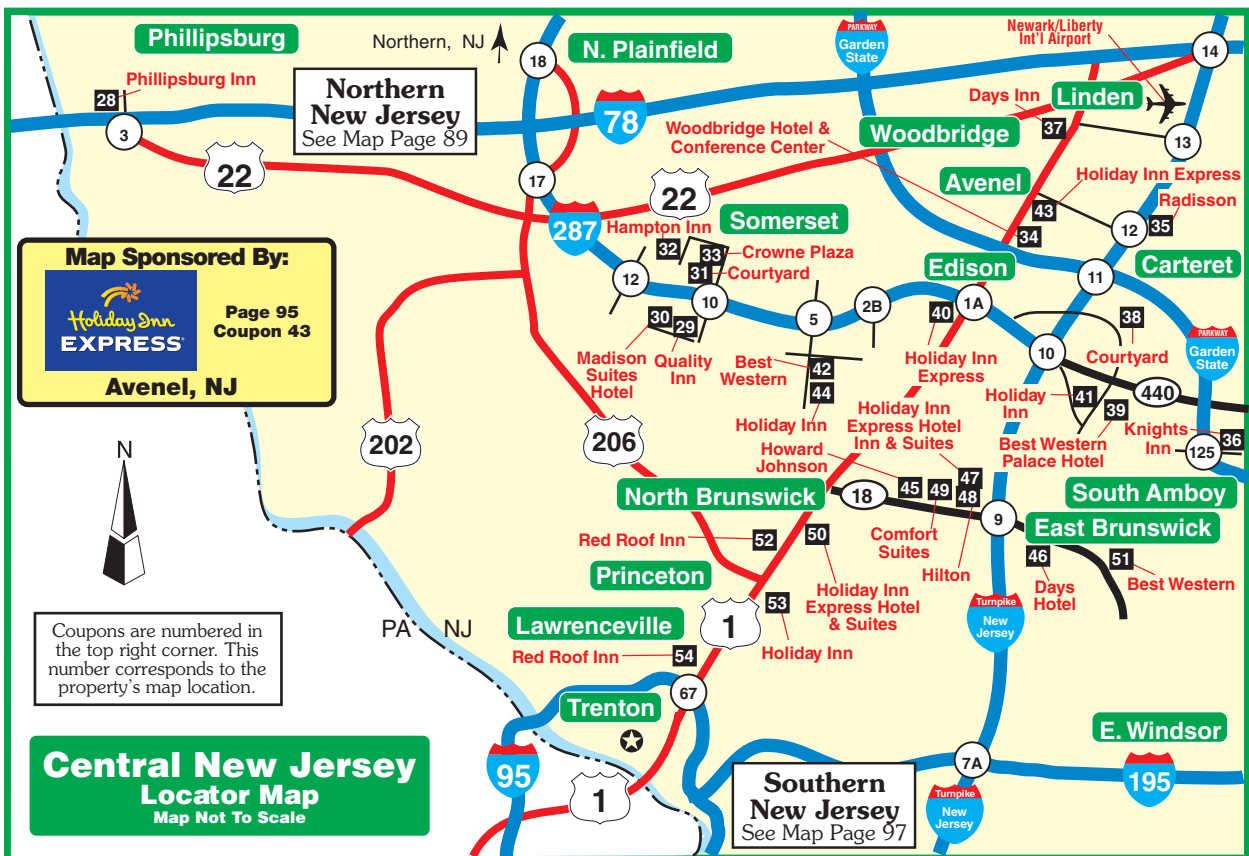 Phillipsburg
Northern, NJ
18
N. Plainfield
PARKWAY
Garden
State
Newark/Liberty
Int'l Airport
14
28
Phillipsburg Inn
3
22
Northern
New Jersey
See Map Page 89
78
Woodbridge Hotel &
Conference Center
Woodbridge
Days Inn
37
Linden
13
17
22
287
Somerset
Hampton Inn
32
33
Crowne Plaza
31
Courtyard
Avenel
43
Holiday Inn Express
Radisson
34
12
35
Carteret
Map Sponsored By:
Holiday Inn
EXPRESS®
Page 95
Coupon 43
Avenel, NJ
12
10
30
29
Madison
Suites
Hotel
Quality
Inn
5
2B
Edison
1A
11
40
Holiday Inn
Express
Best
Western
42
44
Holiday Inn
10
38
Courtyard
PARKWAY
Garden
State
440
41
Holiday
Inn
39
Best Western
Palace Hotel
Knights
Inn
36
125
202
206
N
Holiday Inn
Express Hotel
Inn & Suites
Howard
Johnson
North Brunswick
18
45
49
47
48
9
South Amboy
East Brunswick
Comfort
Suites
Hilton
46
Days
Hotel
51
Best Western
Red Roof Inn
52
50
Princeton
Holiday Inn
Express Hotel
& Suites
53
Holiday Inn
1
Turnpike
New
Jersey
Coupons are numbered in
the top right corner. This
number corresponds to the
property's map location.
PA
NJ
Lawrenceville
Red Roof Inn
54
67
Trenton
Central New Jersey
Locator Map
Map Not To Scale
95
1
Southern
New Jersey
See Map Page 97
7A
E. Windsor
195
Turnpike
New
Jersey